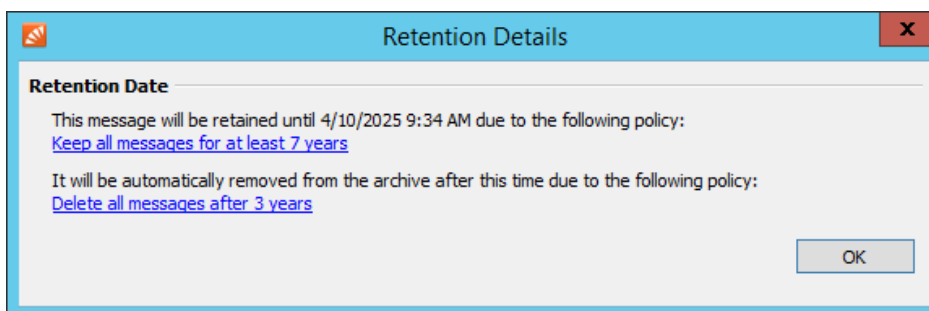 Retention Details
x
Retention Date
This message will be retained until 4/10/2025 9:34 AM due to the following policy:
Keep all messages for at least 7 years
It will be automatically removed from the archive after this time due to the following policy:
Delete all messages after 3 years
OK